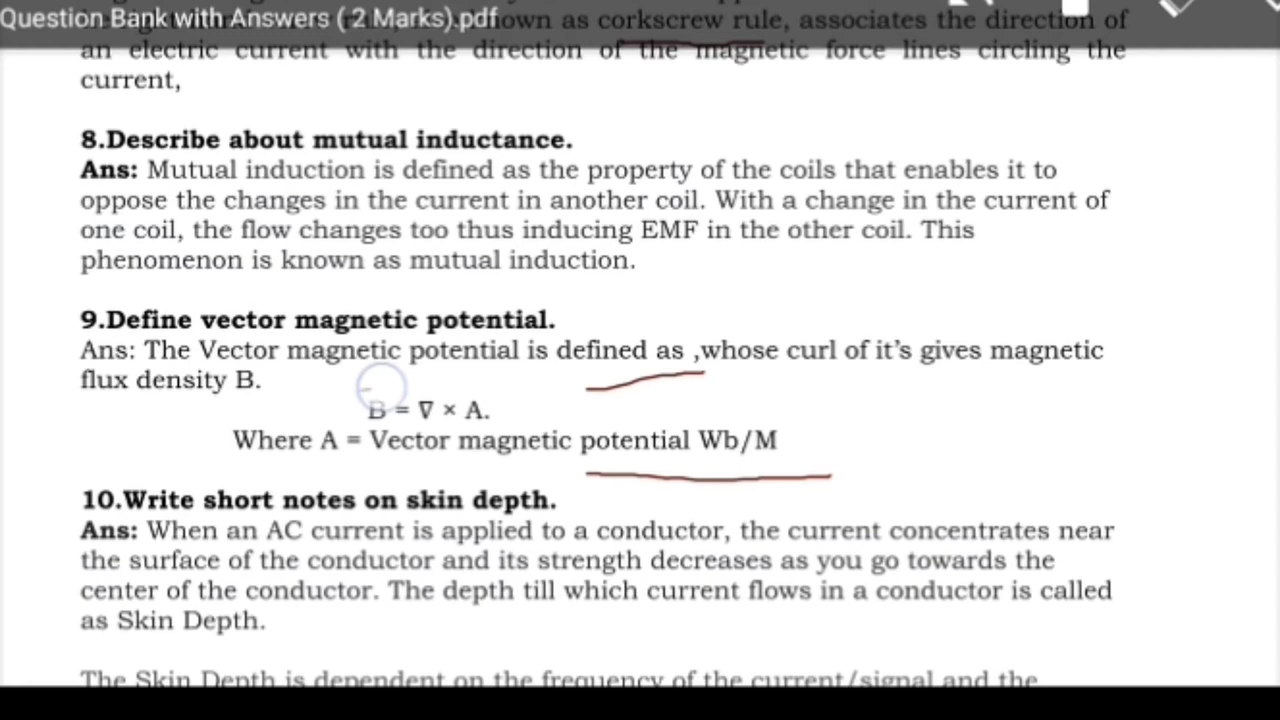 Question Bank with Answers ( 2 Marks).pdf
known as corkscrew rule, associates the direction of
an electric current with the direction of the magnetic force lines circling the
current,
8.Describe about mutual inductance.
Ans: Mutual induction is defined as the property of the coils that enables it to
oppose the changes in the current in another coil. With a change in the current of
one coil, the flow changes too thus inducing EMF in the other coil. This
phenomenon is known as mutual induction.
9.Define vector magnetic potential.
Ans: The Vector magnetic potential is defined as ,whose curl of it's gives magnetic
flux density B.
B = ∇ × A.
Where A = Vector magnetic potential Wb/M
10.Write short notes on skin depth.
Ans: When an AC current is applied to a conductor, the current concentrates near
the surface of the conductor and its strength decreases as you go towards the
center of the conductor. The depth till which current flows in a conductor is called
as Skin Depth.
The Skin Depth is dependent on the frequency of the current/signal and the